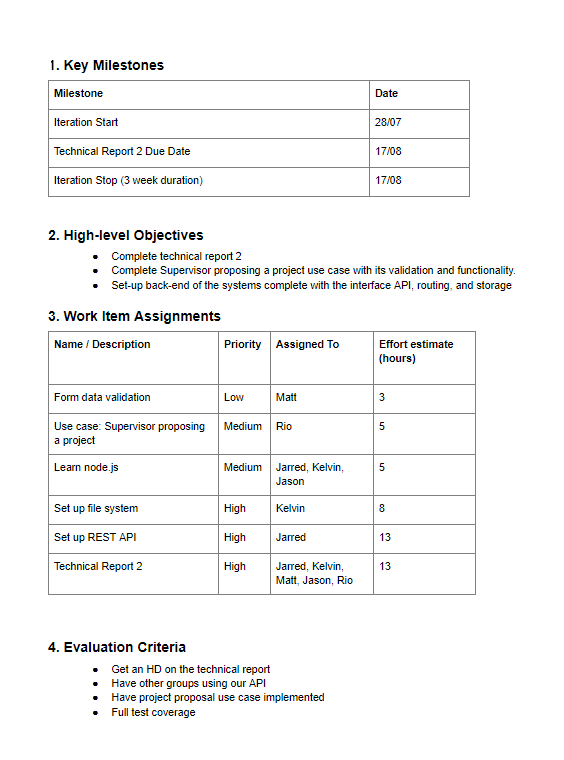 1. Key Milestones
Milestone Date
Iteration Start 28/07
Technical Report 2 Due Date 17/08
Iteration Stop (3 week duration) 17/08
2. High-level Objectives
● Complete technical report 2
● Complete Supervisor proposing a project use case with its validation and functionality.
● Set-up back-end of the systems complete with the interface API, routing, and storage
3. Work Item Assignments
Name / Description Priority Assigned To Effort estimate
(hours)
Form data validation Low Matt 3
Use case: Supervisor proposing Medium Rio 5
a project
Learn node.js Medium Jarred, Kelvin, 5
Jason
Set up file system High Kelvin 8
Set up REST API High Jarred 13
Technical Report 2 High Jarred, Kelvin, 13
Matt, Jason, Rio
4. Evaluation Criteria
● Get an HD on the technical report
● Have other groups using our API
● Have project proposal use case implemented
● Full test coverage